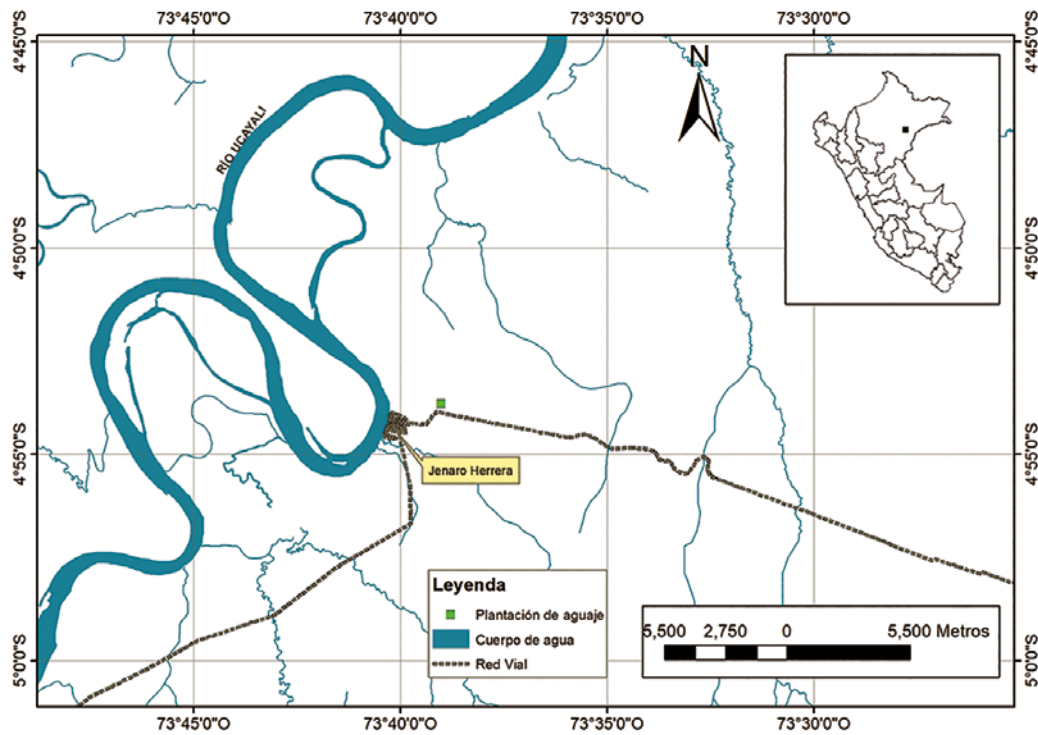 73°45'0"O 73°40'0"O 73°35'0"O 73°30'0"O
4°45'0"S
4°45'0"S
N
RÍO UCAYALI
4°50'0"S
4°50'0"S
4°55'0"S
4°55'0"S
Jenaro Herrera
Leyenda
Plantación de aguaje
Cuerpo de agua
Red Vial
5,500 2,750 0 5,500 Metros
5°0'0"S
5°0'0"S
73°45'0"O 73°40'0"O 73°35'0"O 73°30'0"O